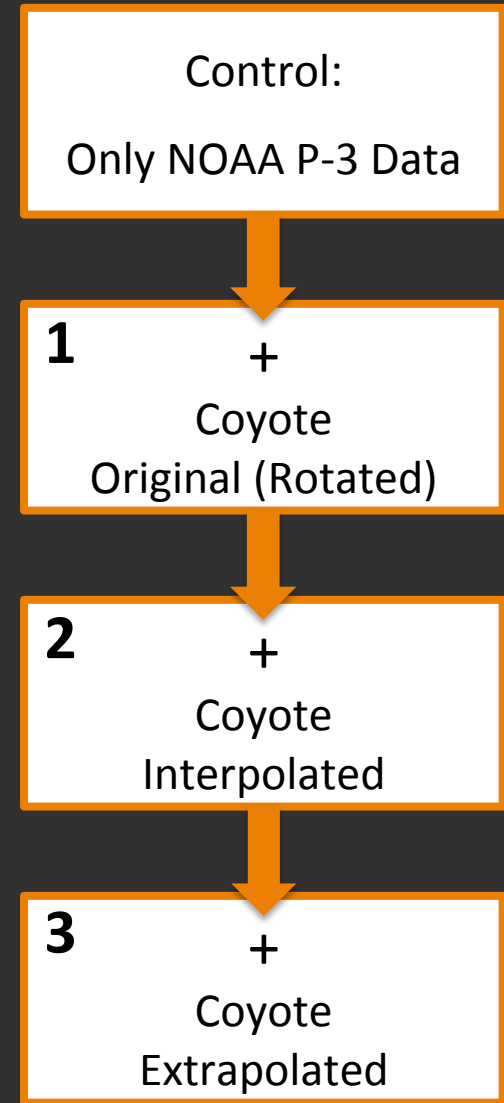 Control:
Only NOAA P-3 Data
1
+
Coyote
Original (Rotated)
2
+
Coyote
Interpolated
3
+
Coyote
Extrapolated